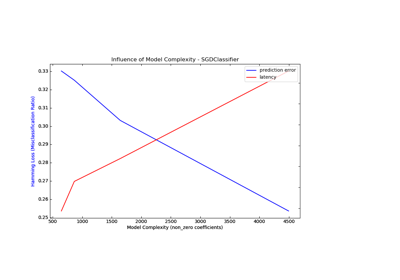 Influence of Model Complexity - SGDClassifier
prediction error
latency
0.33
0.32
0.31
0.30
0.29
0.28
0.27
0.26
0.25
Hamming Loss (Misclassification Ratio)
500 1000 1500 2000 2500 3000 3500 4000 4500
Model Complexity (non_zero coefficients)